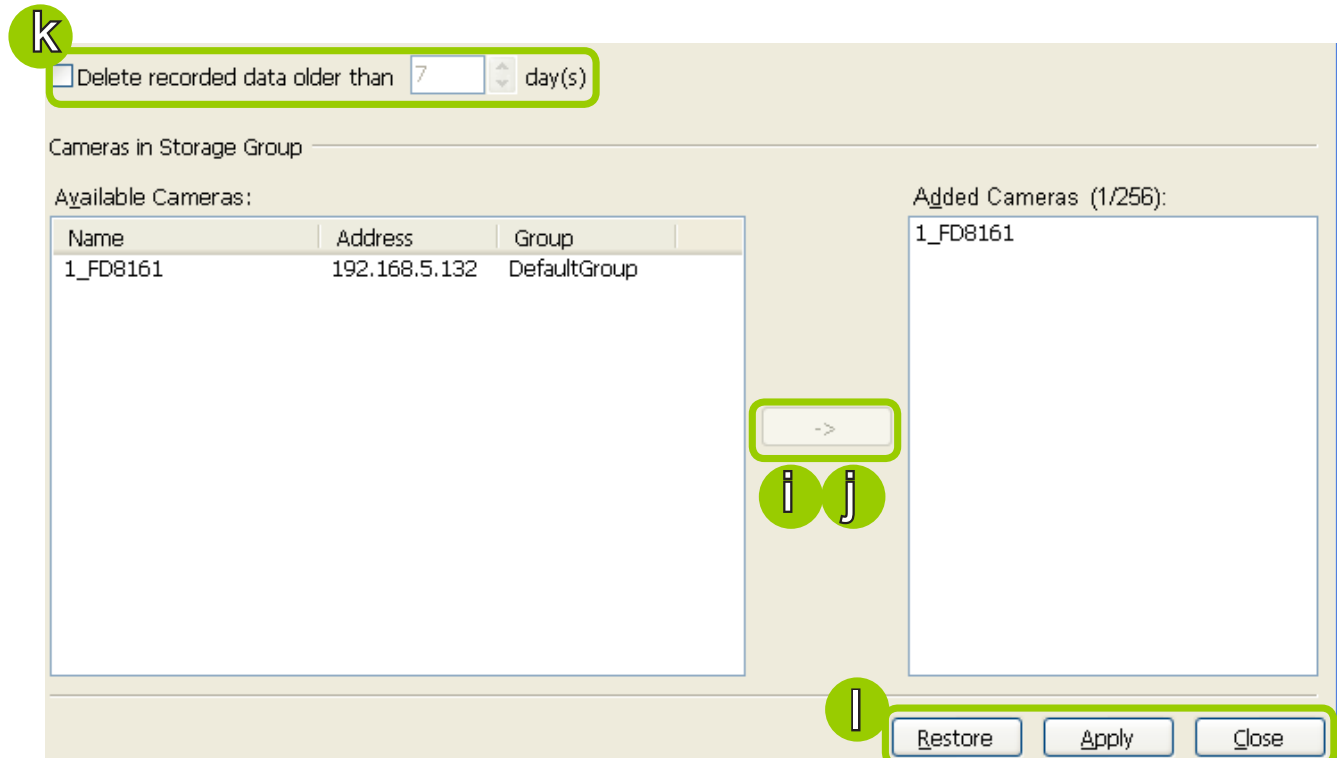 k
Delete recorded data older than 7 day(s)
Cameras in Storage Group
Available Cameras:
Name Address Group
1_FD8161 192.168.5.132 DefaultGroup
->
i j
Added Cameras (1/256):
1_FD8161
l
Restore Apply Close